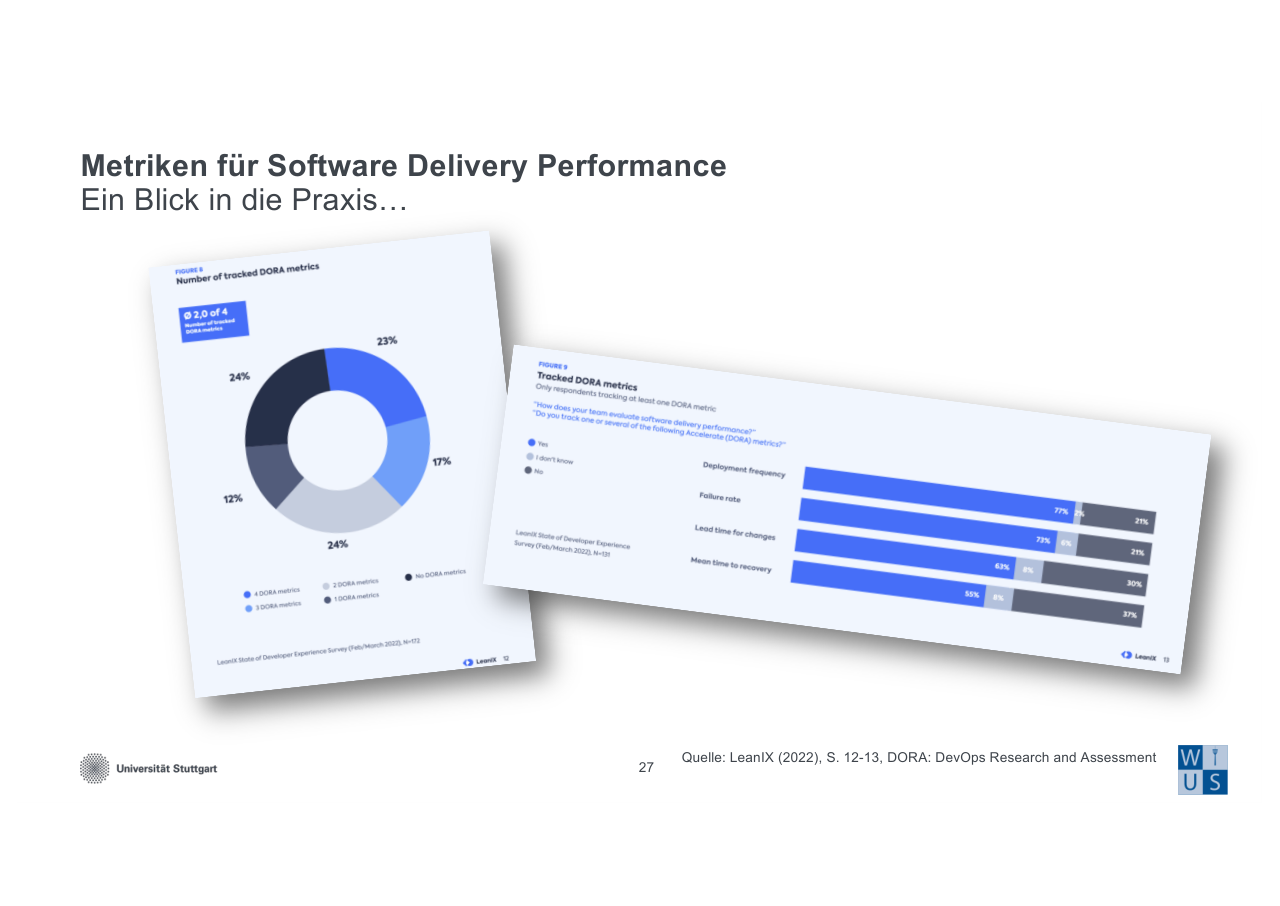 Metriken für Software Delivery Performance
Ein Blick in die Praxis…
FIGURE 8
Number of tracked DORA metrics
Ø 2,0 of 4
Number of tracked
DORA metrics
23%
24%
17%
12%
24%
4 DORA metrics
2 DORA metrics
No DORA metrics
3 DORA metrics
1 DORA metrics
LeanIX State of Developer Experience Survey (Feb/March 2022), N=172
LeanIX 12
FIGURE 9
Tracked DORA metrics
Only respondents tracking at least one DORA metric
"How does your team evaluate software delivery performance?"
"Do you track one or several of the following Accelerate (DORA) metrics?"
Yes
I don't know
No
Deployment frequency
77% 2% 21%
Failure rate
73% 6% 21%
Lead time for changes
63% 8% 30%
Mean time to recovery
55% 8% 37%
LeanIX State of Developer Experience
Survey (Feb/March 2022), N=131
LeanIX 13
Universität Stuttgart
27
Quelle: LeanIX (2022), S. 12-13, DORA: DevOps Research and Assessment
W I
U S